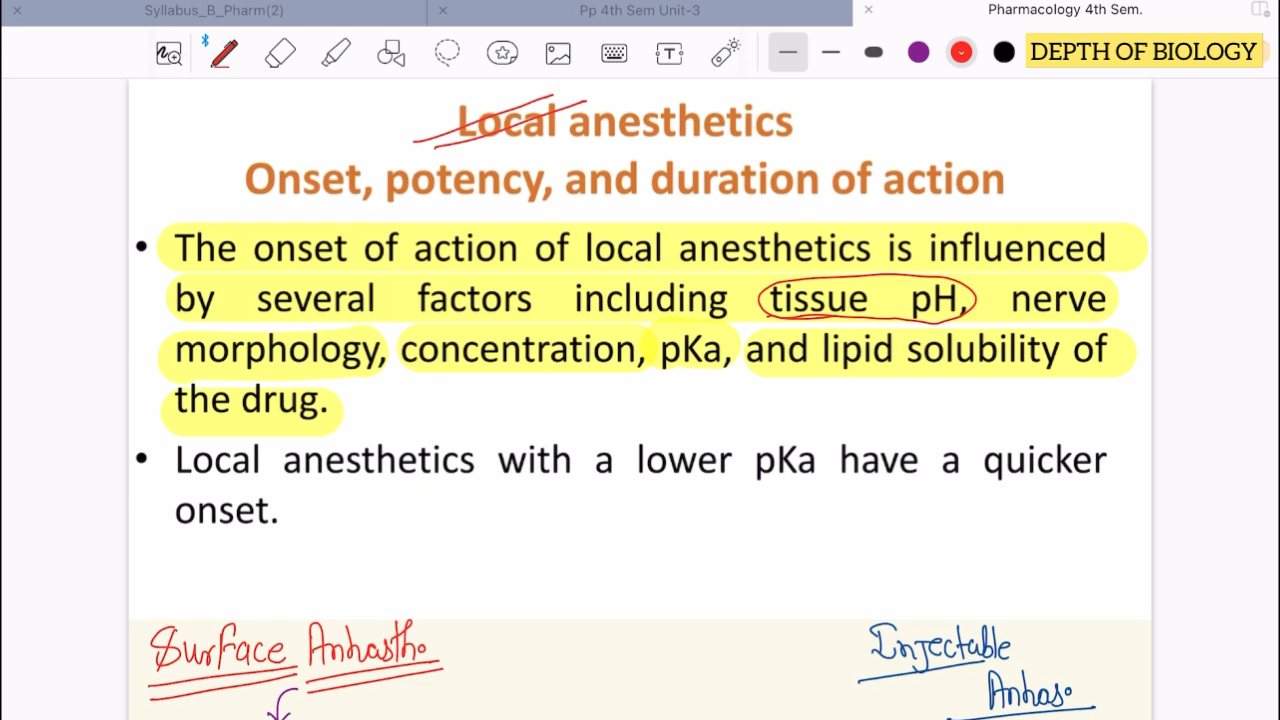 Syllabus_B_Pharm(2)
Pp 4th Sem Unit-3
Pharmacology 4th Sem.
DEPTH OF BIOLOGY
Local anesthetics
Onset, potency, and duration of action
• The onset of action of local anesthetics is influenced
by several factors including tissue pH, nerve
morphology, concentration, pKa, and lipid solubility of
the drug.
• Local anesthetics with a lower pKa have a quicker
onset.
Surface Anhasth.
Injectable
Anhas.